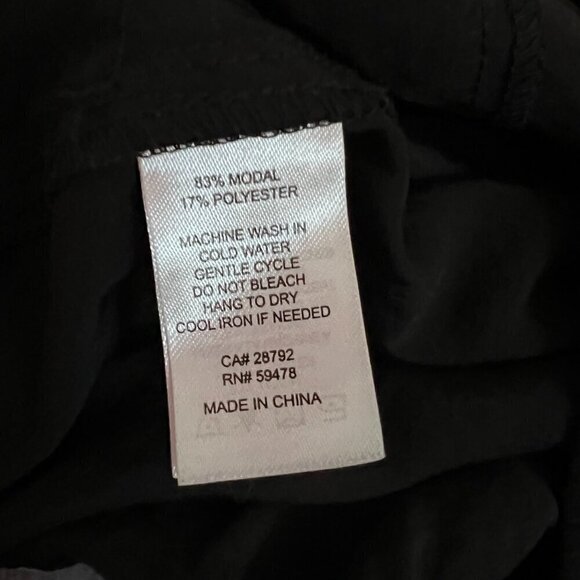 83% MODAL
17% POLYESTER
MACHINE WASH IN
COLD WATER
GENTLE CYCLE
DO NOT BLEACH
HANG TO DRY
COOL IRON IF NEEDED
CA# 28792
RN# 59478
MADE IN CHINA